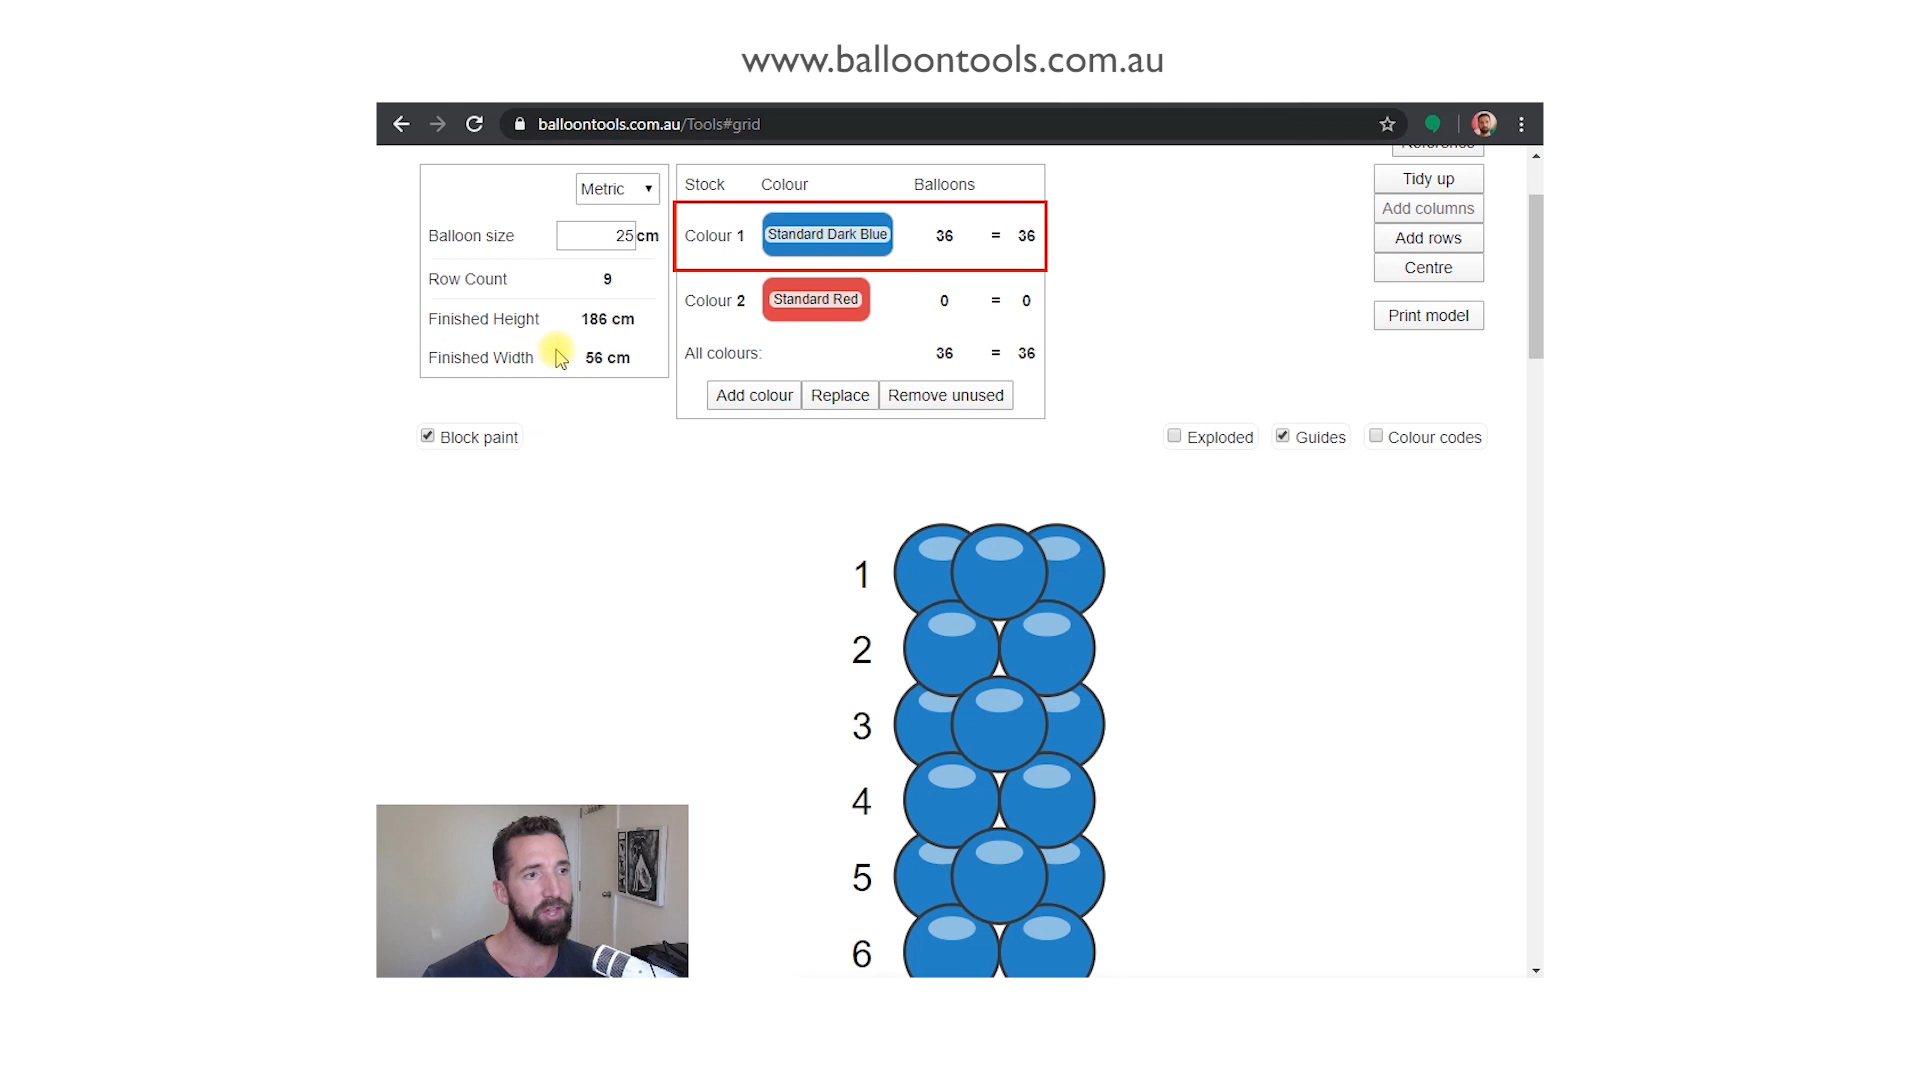 www.balloontools.com.au
balloontools.com.au/Tools#grid
Reference
Metric
Balloon size 25 cm
Row Count 9
Finished Height 186 cm
Finished Width 56 cm
Stock Colour Balloons
Colour 1 Standard Dark Blue 36 = 36
Colour 2 Standard Red 0 = 0
All colours: 36 = 36
Add colour Replace Remove unused
Tidy up
Add columns
Add rows
Centre
Print model
Block paint
Exploded Guides Colour codes
1
2
3
4
5
6